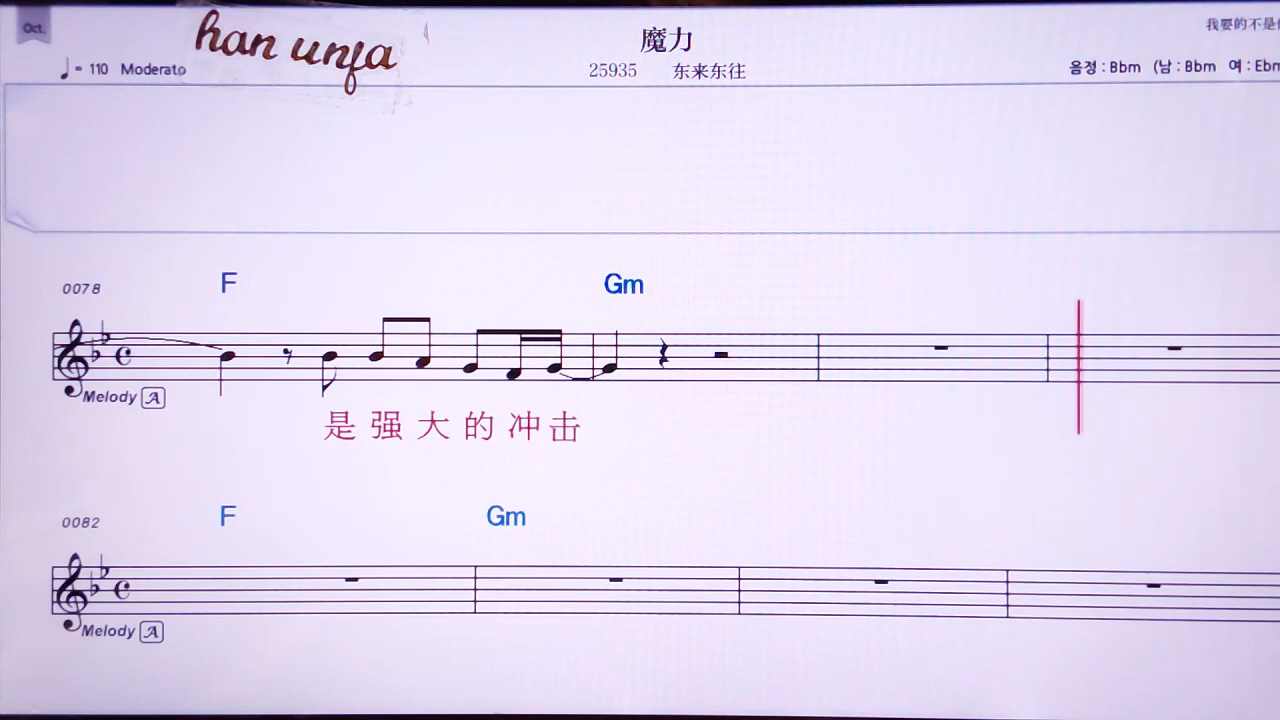 Oct.
han unfa
♩= 110 Moderato
魔力
25935 东来东往
我要的不是
음정 : Bbm (남 : Bbm 여 : Ebm
0078
F Gm
Melody A
是 强 大 的 冲 击
0082
F Gm
Melody A